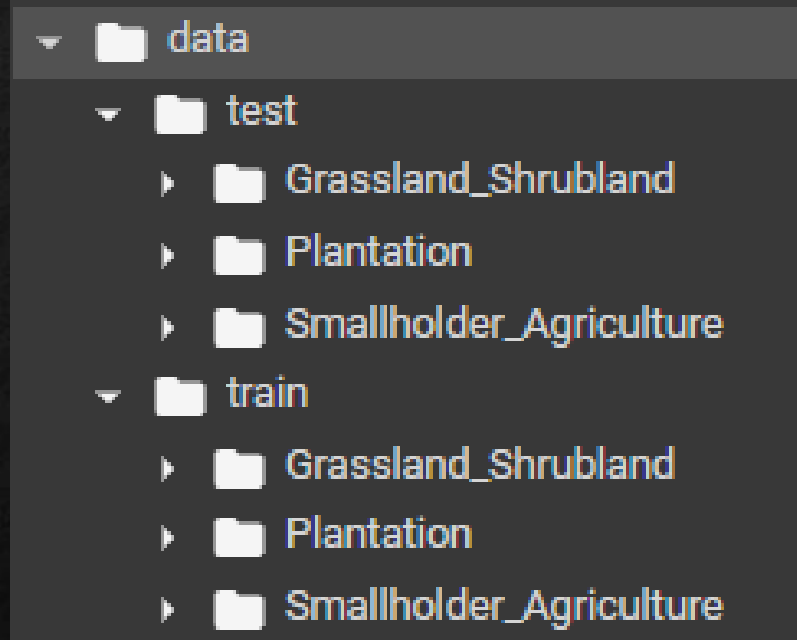 data
test
Grassland_Shrubland
Plantation
Smallholder_Agriculture
train
Grassland_Shrubland
Plantation
Smallholder_Agriculture